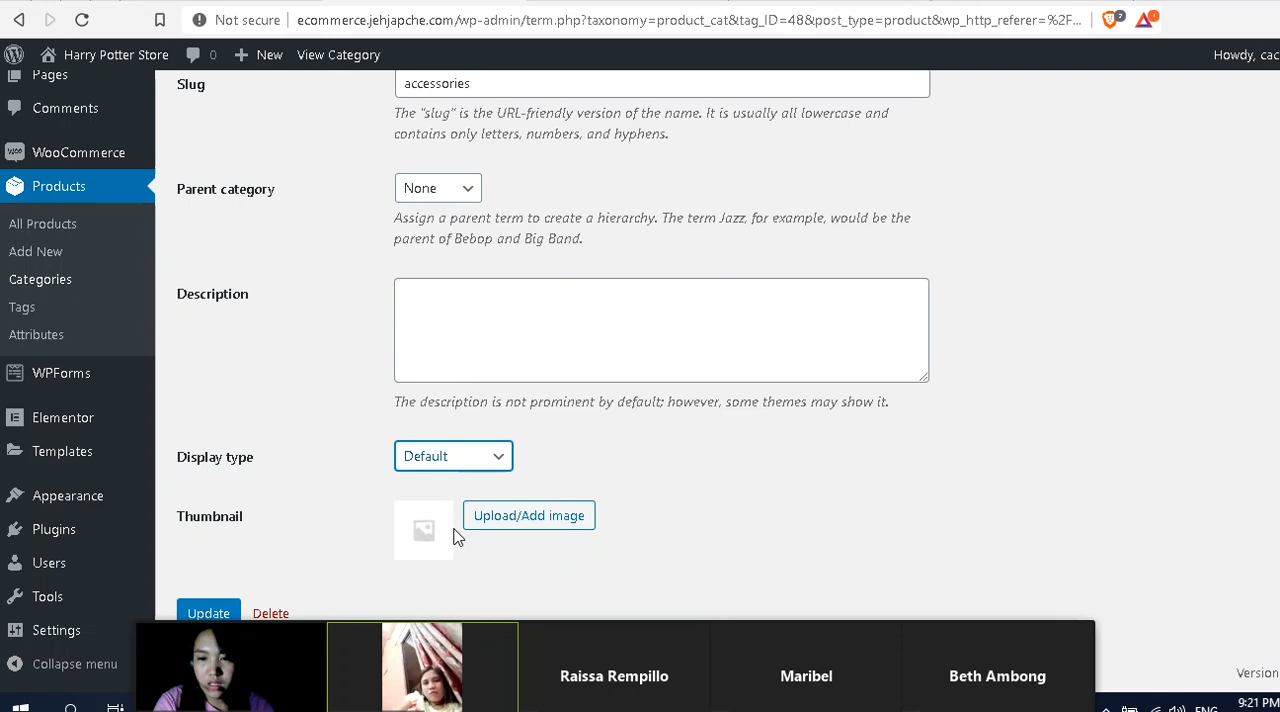 Not secure
ecommerce.jehjapche.com/wp-admin/term.php?taxonomy=product_cat&tag_ID=48&post_type=product&wp_http_referer=%2F...
2
1
Harry Potter Store
0
New
View Category
Howdy, cac
Pages
Comments
WooCommerce
Products
All Products
Add New
Categories
Tags
Attributes
WPForms
Elementor
Templates
Appearance
Plugins
Users
Tools
Settings
Collapse menu
Slug
accessories
The "slug" is the URL-friendly version of the name. It is usually all lowercase and
contains only letters, numbers, and hyphens.
Parent category
None
Assign a parent term to create a hierarchy. The term Jazz, for example, would be the
parent of Bebop and Big Band.
Description
The description is not prominent by default; however, some themes may show it.
Display type
Default
Thumbnail
Upload/Add image
Update
Delete
Version
Raissa Rempillo
Maribel
Beth Ambong
ENG
9:21 PM